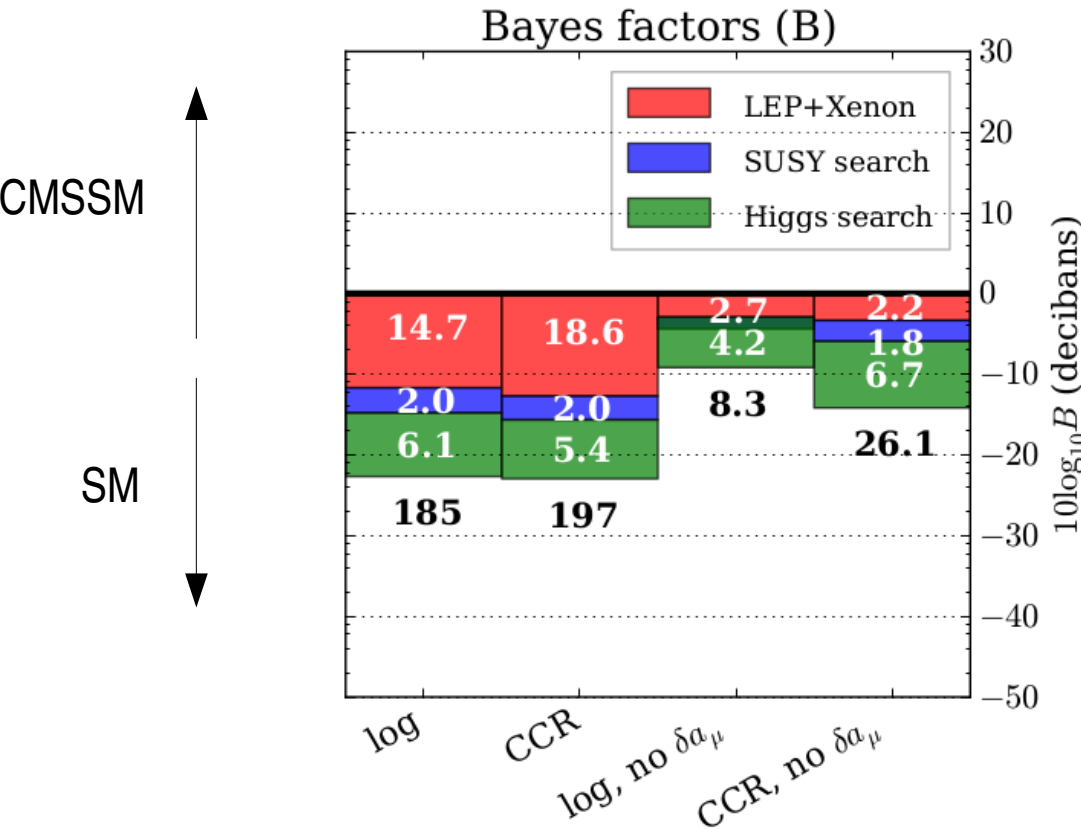 Bayes factors (B)
CMSSM
SM
LEP+Xenon
SUSY search
Higgs search
30
20
10
0
−10
−20
−30
−40
−50
10log₁₀B (decibans)
14.7
2.0
6.1
185
18.6
2.0
5.4
197
2.7
4.2
8.3
2.2
1.8
6.7
26.1
log
CCR
log, no δaμ
CCR, no δaμ